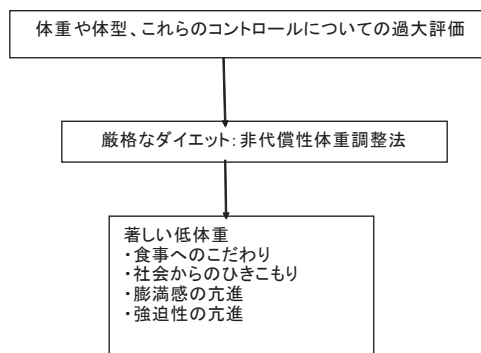 体重や体型、これらのコントロールについての過大評価
厳格なダイエット：非代償性体重調整法
著しい低体重
・食事へのこだわり
・社会からのひきこもり
・膨満感の亢進
・強迫性の亢進